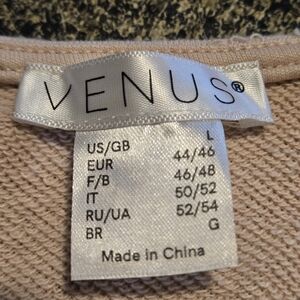 VENUS®
US/GB L
EUR 44/46
F/B 46/48
IT 50/52
RU/UA 52/54
BR G
Made in China